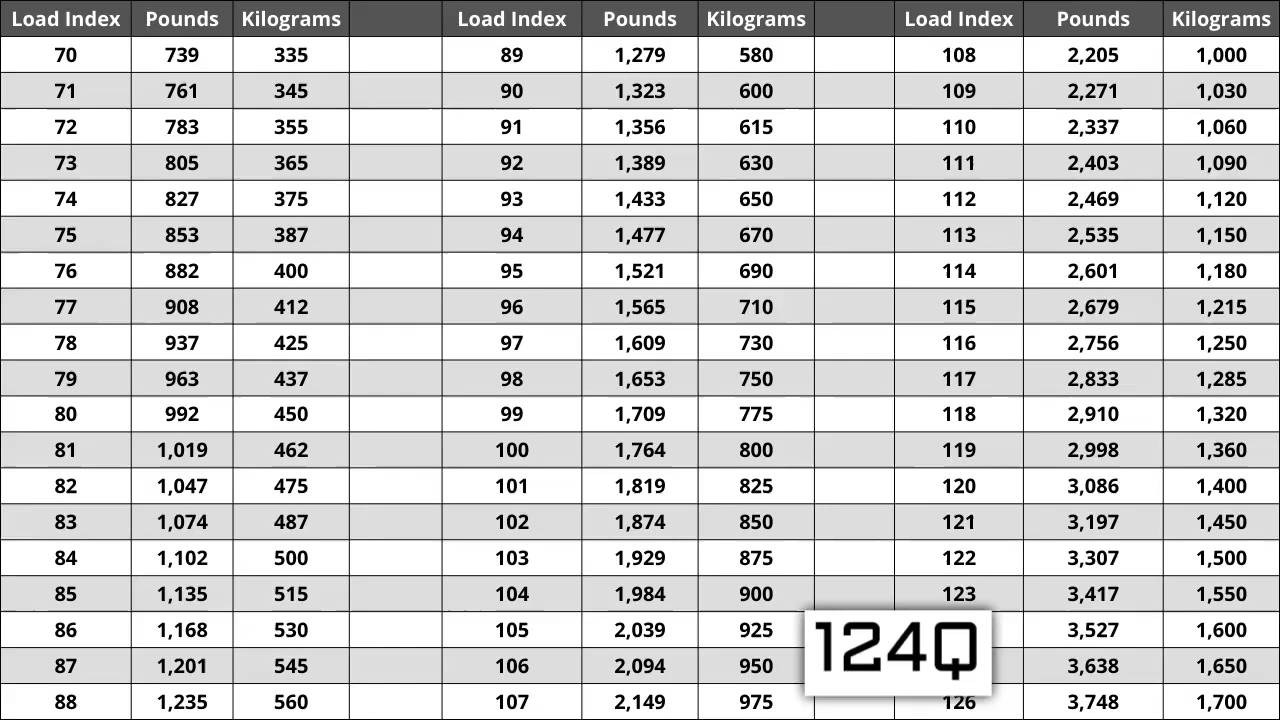 Load Index Pounds Kilograms Load Index Pounds Kilograms Load Index Pounds Kilograms
70 739 335 89 1,279 580 108 2,205 1,000
71 761 345 90 1,323 600 109 2,271 1,030
72 783 355 91 1,356 615 110 2,337 1,060
73 805 365 92 1,389 630 111 2,403 1,090
74 827 375 93 1,433 650 112 2,469 1,120
75 853 387 94 1,477 670 113 2,535 1,150
76 882 400 95 1,521 690 114 2,601 1,180
77 908 412 96 1,565 710 115 2,679 1,215
78 937 425 97 1,609 730 116 2,756 1,250
79 963 437 98 1,653 750 117 2,833 1,285
80 992 450 99 1,709 775 118 2,910 1,320
81 1,019 462 100 1,764 800 119 2,998 1,360
82 1,047 475 101 1,819 825 120 3,086 1,400
83 1,074 487 102 1,874 850 121 3,197 1,450
84 1,102 500 103 1,929 875 122 3,307 1,500
85 1,135 515 104 1,984 900 123 3,417 1,550
86 1,168 530 105 2,039 925 3,527 1,600
124Q
87 1,201 545 106 2,094 950 3,638 1,650
88 1,235 560 107 2,149 975 126 3,748 1,700